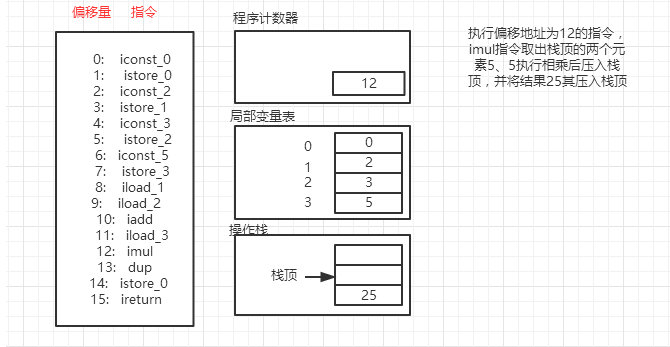 偏移量 指令
0: iconst_0
1: istore_0
2: iconst_2
3: istore_1
4: iconst_3
5: istore_2
6: iconst_5
7: istore_3
8: iload_1
9: iload_2
10: iadd
11: iload_3
12: imul
13: dup
14: istore_0
15: ireturn
程序计数器
12
局部变量表
0 0
1 2
2 3
3 5
操作栈
栈顶
25
执行偏移地址为12的指令，
imul指令取出栈顶的两个元
素5、5执行相乘后压入栈
顶，并将结果25其压入栈顶